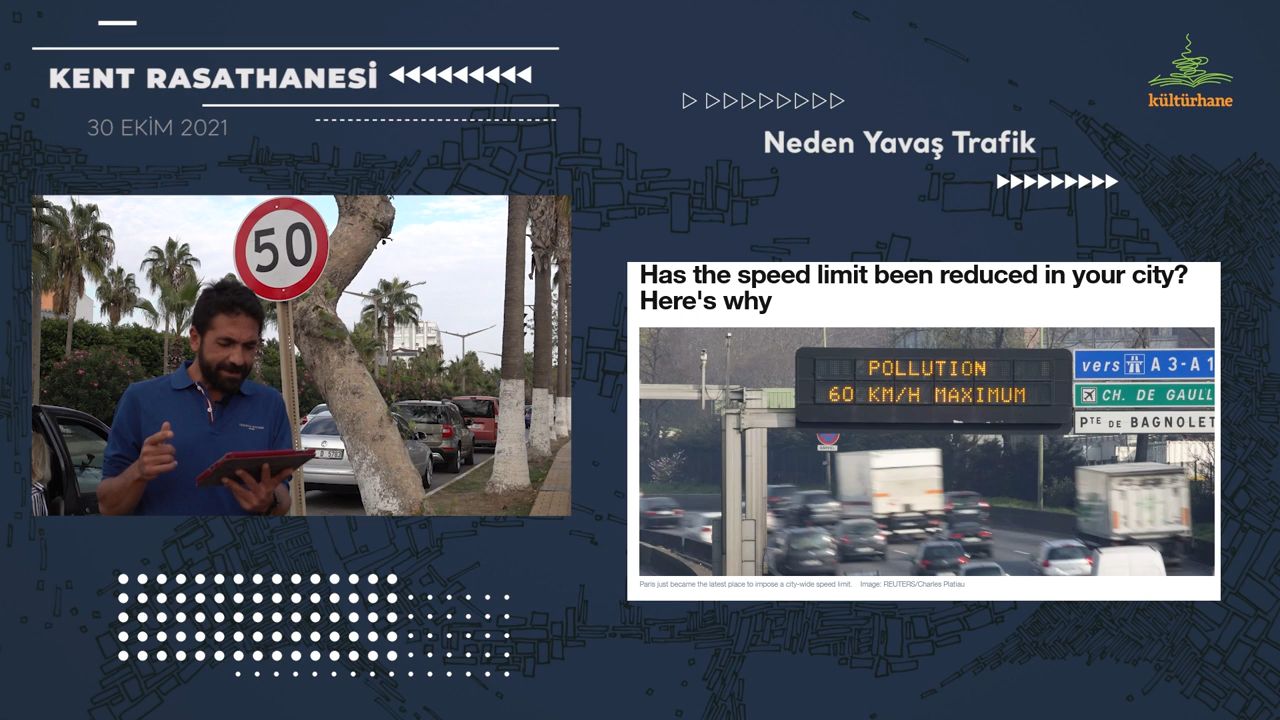 KENT RASATHANESİ
30 EKİM 2021
kültürhane
Neden Yavaş Trafik
50
Has the speed limit been reduced in your city?
Here's why
POLLUTION
60 KM/H MAXIMUM
vers A 3-A 1
CH. DE GAULL
PTE DE BAGNOLET
Paris just became the latest place to impose a city-wide speed limit. Image: REUTERS/Charles Platiau